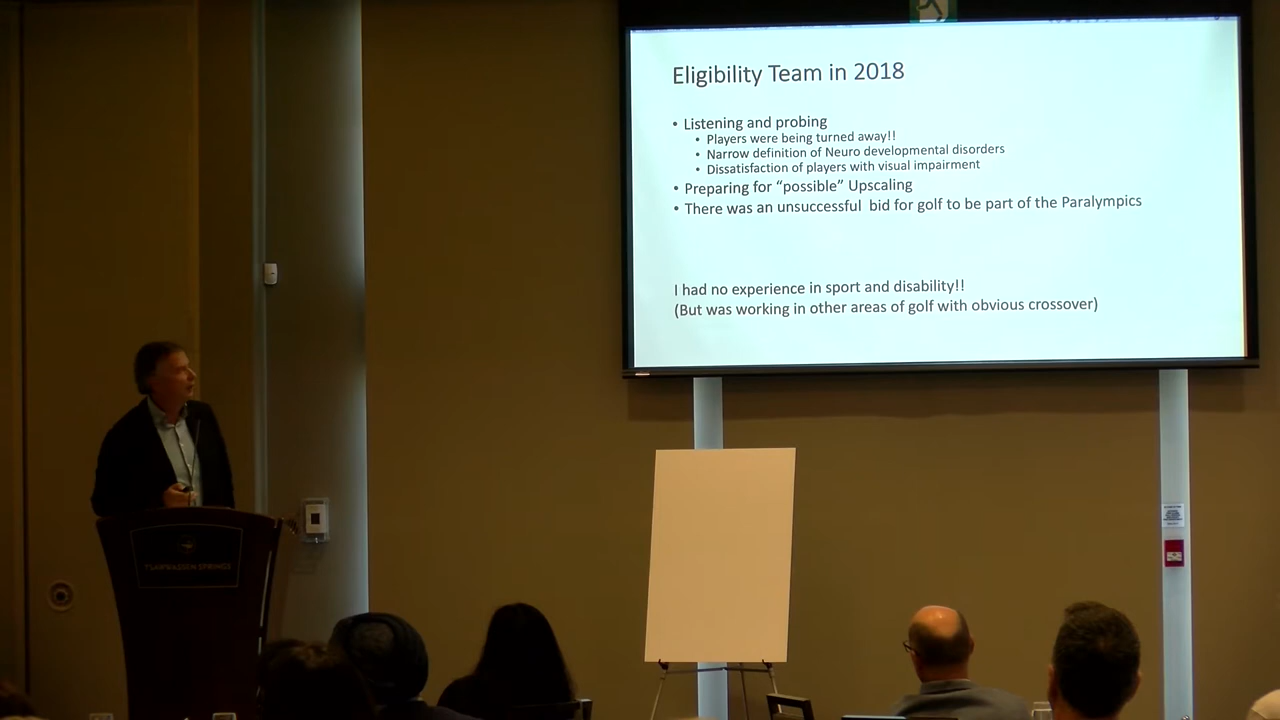 Eligibility Team in 2018
• Listening and probing
• Players were being turned away!!
• Narrow definition of Neuro developmental disorders
• Dissatisfaction of players with visual impairment
• Preparing for “possible” Upscaling
• There was an unsuccessful bid for golf to be part of the Paralympics
I had no experience in sport and disability!!
(But was working in other areas of golf with obvious crossover)
TSAWWASSEN SPRINGS